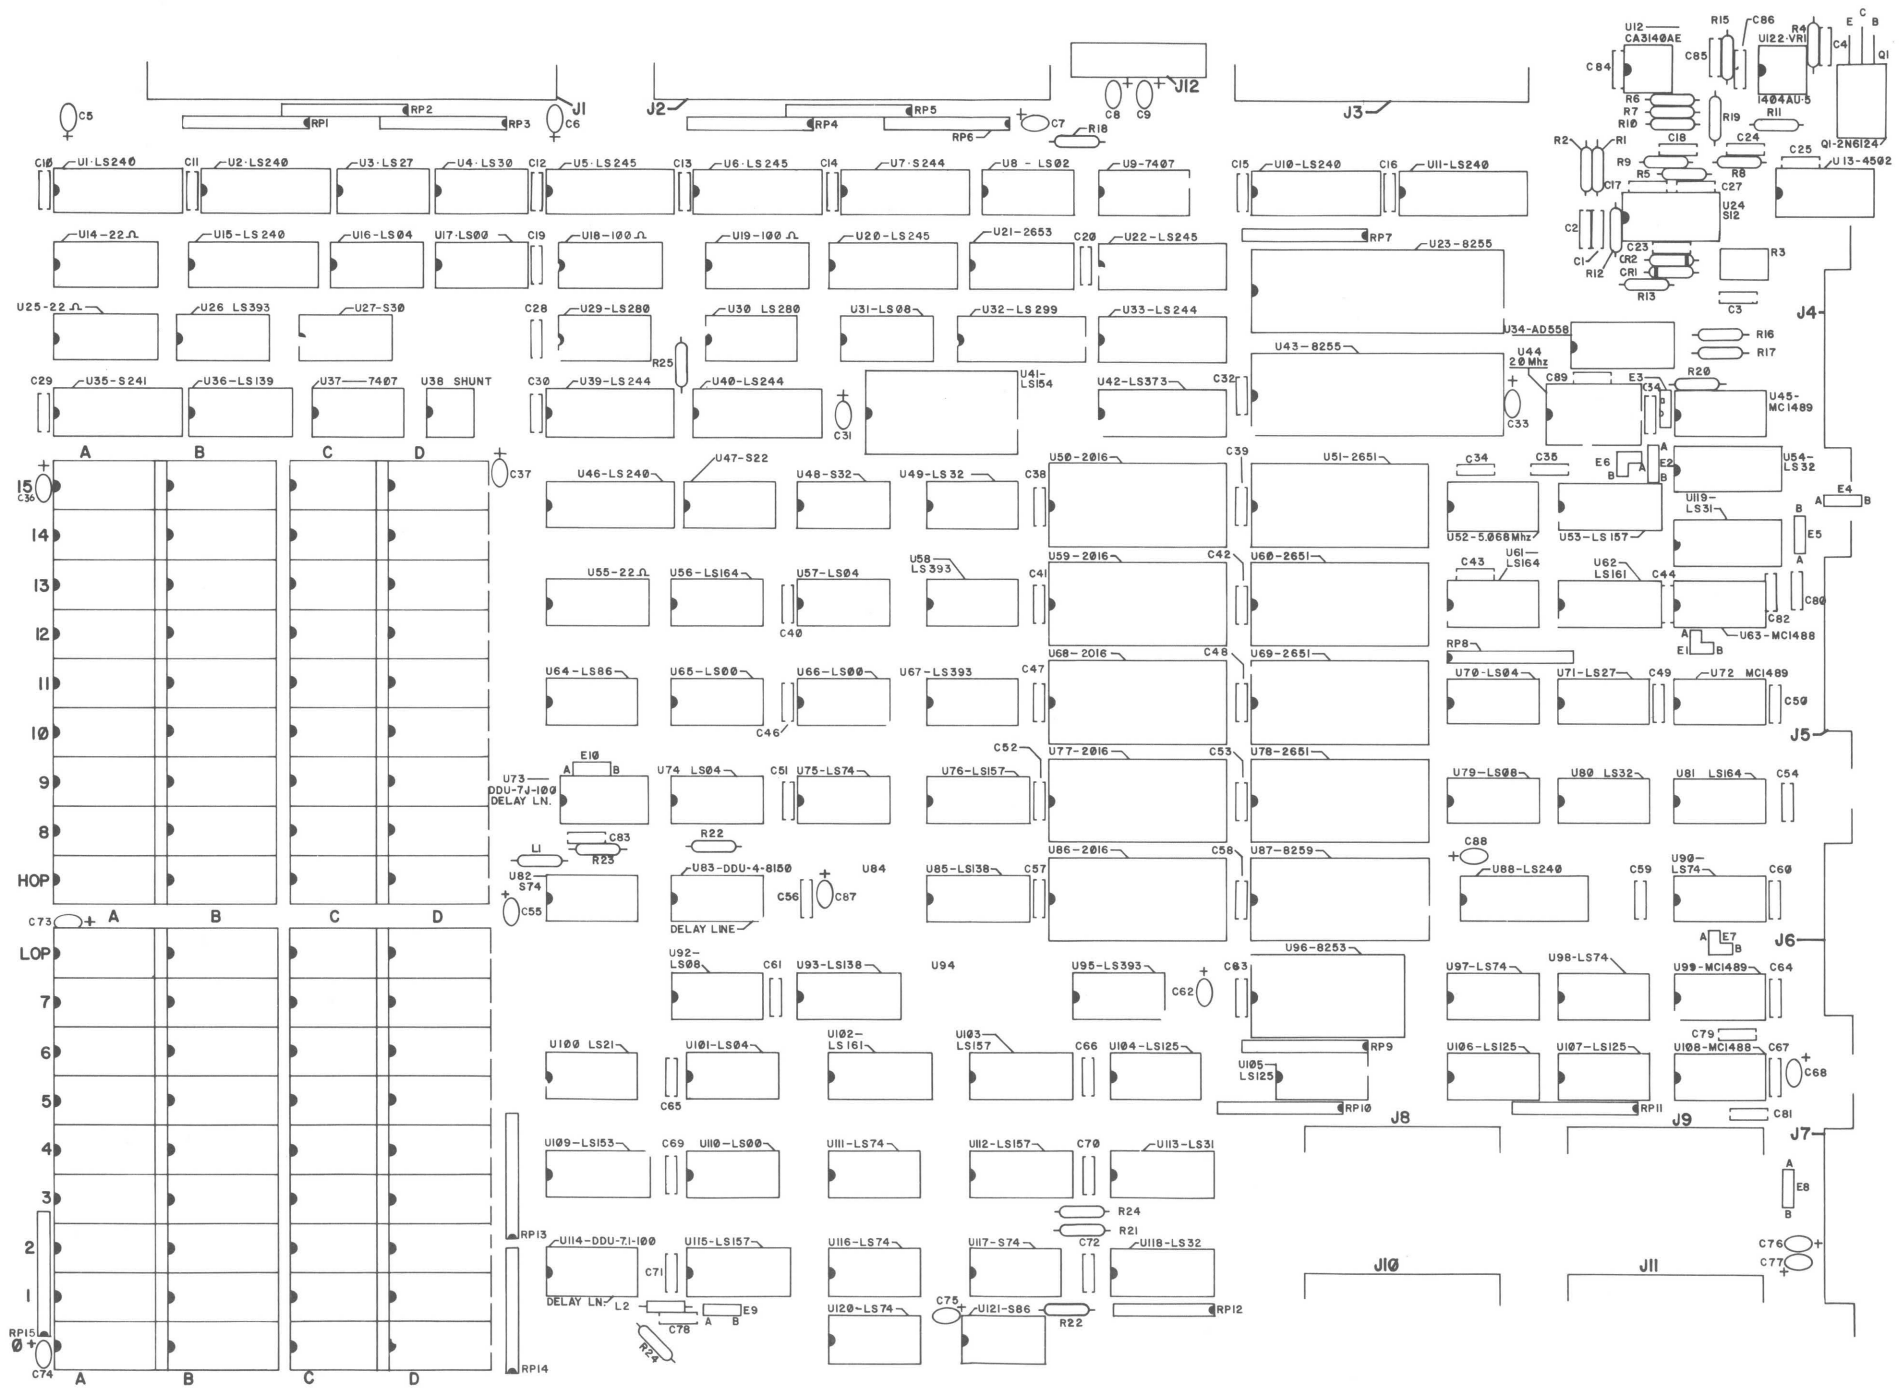 U12
CA3140AE
R15
C86
R4
E
C
B
C84
C85
U122-VR1
C4
Q1
C5
RP1
RP2
RP3
J1
C6
J2
RP4
RP5
RP6
C7
R18
J12
C8
C9
J3
R6
R7
R10
R19
1404AU-5
R11
Q1-2N6124
C10
U1-LS240
C11
U2-LS240
U3-LS27
U4-LS30
C12
U5-LS245
C13
U6-LS245
C14
U7-S244
U8 - LS02
U9-7407
C15
U10-LS240
C16
U11-LS240
R2
R1
C18
C24
R9
R8
C25
U13-4502
R5
C17
C27
U24
S12
U14-22Ω
U15-LS240
U16-LS04
U17-LS00
C19
U18-100 Ω
U19-100 Ω
U20-LS245
U21-2653
C20
U22-LS245
RP7
U23-8255
C2
C1
R12
C23
CR2
CR1
R13
R3
C3
U25-22 Ω
U26 LS393
U27-S30
C28
U29-LS280
R25
U30 LS280
U31-LS08
U32-LS299
U33-LS244
U34-AD558
R16
R17
J4
C29
U35-S241
U36-LS139
U37-7407
U38 SHUNT
C30
U39-LS244
U40-LS244
C31
U41-
LS154
U42-LS373
C32
U43-8255
C33
U44
20Mhz
C89
E3
C34
R20
U45-
MC1489
A B C D
15
C36
C37
U46-LS240
U47-S22
U48-S32
U49-LS32
C38
U50-2016
C39
U51-2651
C34
C35
E6
A
B
A
E2
B
U54-
LS32
E4
A
B
U52-5.068Mhz
U53-LS157
U119-
LS31
B
E5
A
14
13
U55-22Ω
U56-LS164
C40
U57-LS04
U58
LS393
C41
U59-2016
C42
U60-2651
C43
U61-
LS164
U62
LS161
C44
C82
C80
U63-MC1488
12
A
E1
B
RP8
11
U64-LS86
U65-LS00
C46
U66-LS00
U67-LS393
C47
U68-2016
C48
U69-2651
U70-LS04
U71-LS27
C49
U72 MC1489
C50
10
J5
9
U73
DDU-7J-100
DELAY LN.
A
E10
B
U74 LS04
C51
U75-LS74
U76-LS157
C52
U77-2016
C53
U78-2651
U79-LS08
U80 LS32
U81 LS164
C54
8
L1
C83
R23
R22
C88
HOP
U82
S74
C55
U83-DDU-4-8150
DELAY LINE
C56
C87
U84
U85-LS138
C57
U86-2016
C58
U87-8259
U88-LS240
C59
U90-
LS74
C60
C73
A B C D
LOP
U92-
LS08
C61
U93-LS138
U94
U95-LS393
C62
C63
U96-8253
U97-LS74
U98-LS74
A
E7
B
J6
U99-MC1489
C64
7
6
U100 LS21
C65
U101-LS04
U102-
LS161
U103-
LS157
C66
U104-LS125
RP9
U105
LS125
RP10
U106-LS125
U107-LS125
RP11
C79
U108-MC1488
C67
C68
C81
5
4
U109-LS153
C69
U110-LS00
U111-LS74
U112-LS157
C70
U113-LS31
J8
J9
J7
A
E8
B
3
R24
R21
2
RP13
U114-DDU-7J-100
DELAY LN.
C71
U115-LS157
U116-LS74
U117-S74
C72
U118-LS32
J10
J11
C76
C77
1
L2
C78
E9
A
B
R24
U120-LS74
C75
U121-S86
R22
RP12
RP15
0
C74
RP14
A B C D